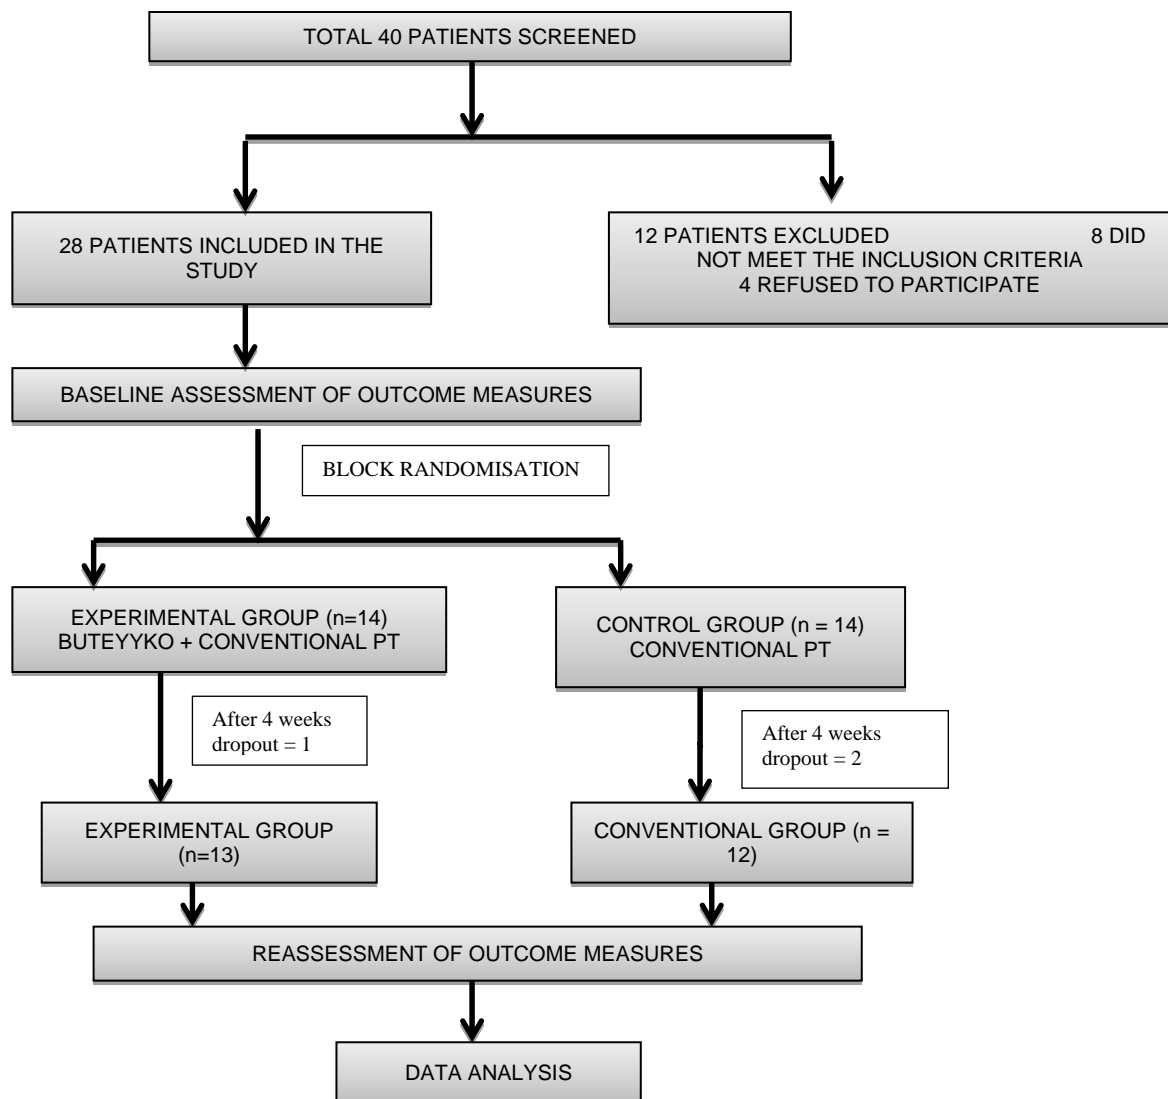 TOTAL 40 PATIENTS SCREENED
28 PATIENTS INCLUDED IN THE
STUDY
12 PATIENTS EXCLUDED 8 DID
NOT MEET THE INCLUSION CRITERIA
4 REFUSED TO PARTICIPATE
BASELINE ASSESSMENT OF OUTCOME MEASURES
BLOCK RANDOMISATION
EXPERIMENTAL GROUP (n=14)
BUTEYYKO + CONVENTIONAL PT
CONTROL GROUP (n = 14)
CONVENTIONAL PT
After 4 weeks
dropout = 1
After 4 weeks
dropout = 2
EXPERIMENTAL GROUP
(n=13)
CONVENTIONAL GROUP (n =
12)
REASSESSMENT OF OUTCOME MEASURES
DATA ANALYSIS